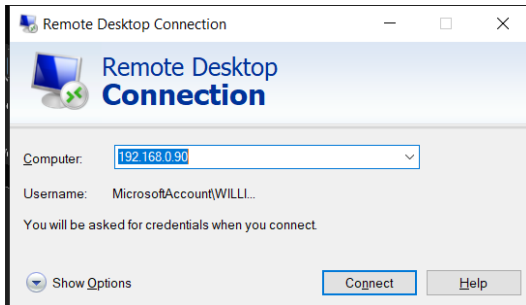 Remote Desktop Connection
Remote Desktop
Connection
Computer: 192.168.0.90
Username: MicrosoftAccount\WILLI...
You will be asked for credentials when you connect.
Show Options Connect Help